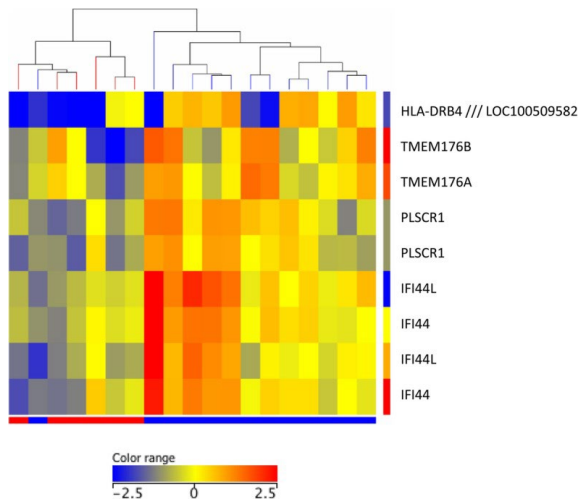 HLA-DRB4 /// LOC100509582
TMEM176B
TMEM176A
PLSCR1
PLSCR1
IFI44L
IFI44
IFI44L
IFI44
Color range
−2.5 0 2.5